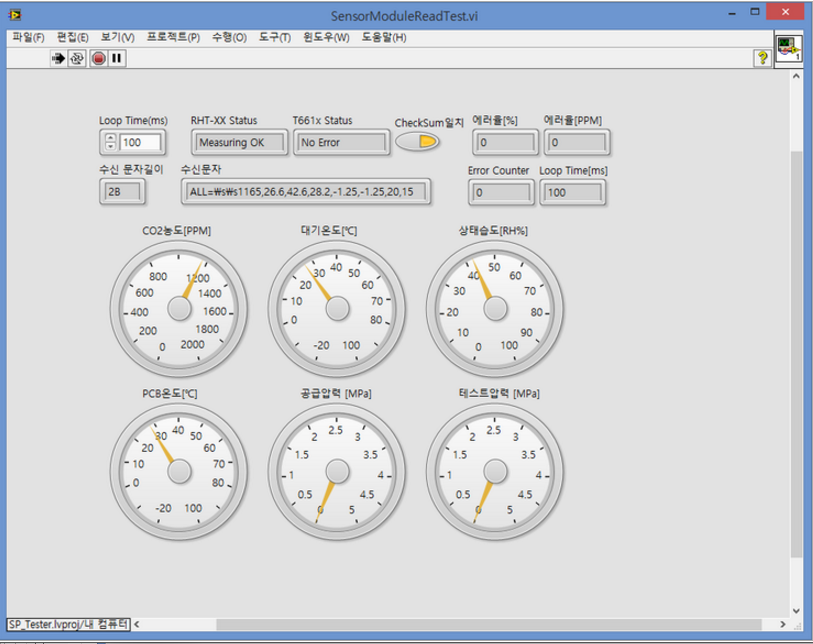 SensorModuleReadTest.vi
파일(F) 편집(E) 보기(V) 프로젝트(P) 수행(O) 도구(T) 윈도우(W) 도움말(H)
Loop Time(ms) RHT-XX Status T661x Status CheckSum일치 에러율[%] 에러율[PPM]
100 Measuring OK No Error 0 0
수신 문자길이 수신문자 Error Counter Loop Time[ms]
28 ALL=₩s₩s1165,26.6,42.6,28.2,-1.25,-1.25,20,15 0 100
CO2농도[PPM] 대기온도[℃] 상태습도[RH%]
0 200 400 600 800 1200 1400 1600 1800 2000
-20 0 10 20 30 40 50 60 70 80 100
0 10 20 30 40 50 60 70 80 90 100
PCB온도[℃] 공급압력 [MPa] 테스트압력 [MPa]
-20 0 10 20 30 40 50 60 70 80 100
0 0.5 1 1.5 2 2.5 3 3.5 4 4.5 5
0 0.5 1 1.5 2 2.5 3 3.5 4 4.5 5
SP_Tester.lvproj/내 컴퓨터